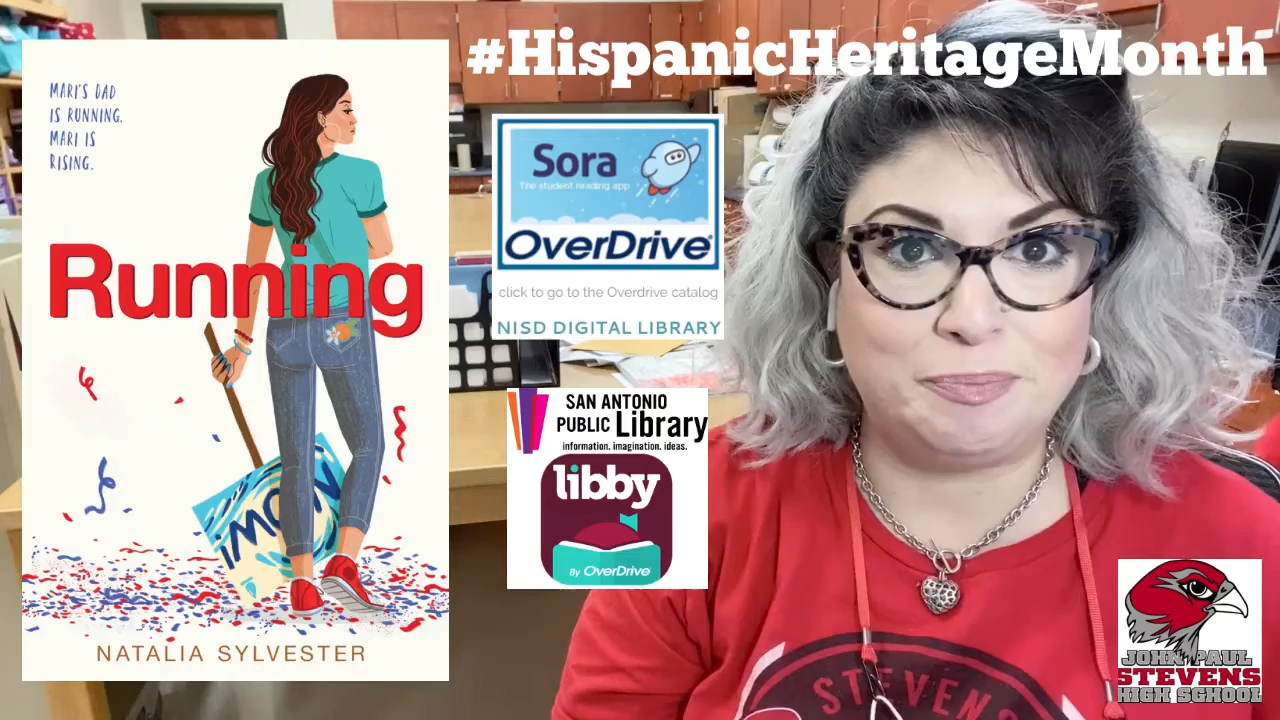 #HispanicHeritageMonth
MARI'S DAD
IS RUNNING.
MARI IS
RISING.
Running
¡NOW!
NATALIA SYLVESTER
Sora
The student reading app
OverDrive
click to go to the Overdrive catalog
NISD DIGITAL LIBRARY
SAN ANTONIO
PUBLIC Library
information. imagination. ideas.
libby
By OverDrive
STEVENS
JOHN PAUL
STEVENS
HIGH SCHOOL